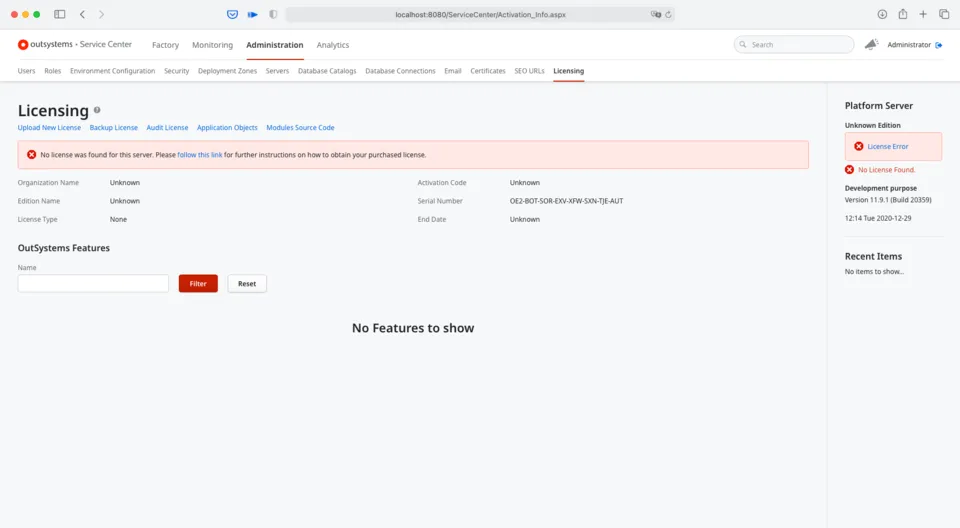 localhost:8080/ServiceCenter/Activation_Info.aspx
outsystems • Service Center Factory Monitoring Administration Analytics Search Administrator
Users Roles Environment Configuration Security Deployment Zones Servers Database Catalogs Database Connections Email Certificates SEO URLs Licensing
Licensing
Upload New License Backup License Audit License Application Objects Modules Source Code
No license was found for this server. Please follow this link for further instructions on how to obtain your purchased license.
Organization Name Unknown Activation Code Unknown
Edition Name Unknown Serial Number OE2-BOT-5OR-EXV-XFW-SXN-TJE-AUT
License Type None End Date Unknown
OutSystems Features
Name
Filter Reset
No Features to show
Platform Server
Unknown Edition
License Error
No License Found.
Development purpose
Version 11.9.1 (Build 20359)
12:14 Tue 2020-12-29
Recent Items
No items to show...